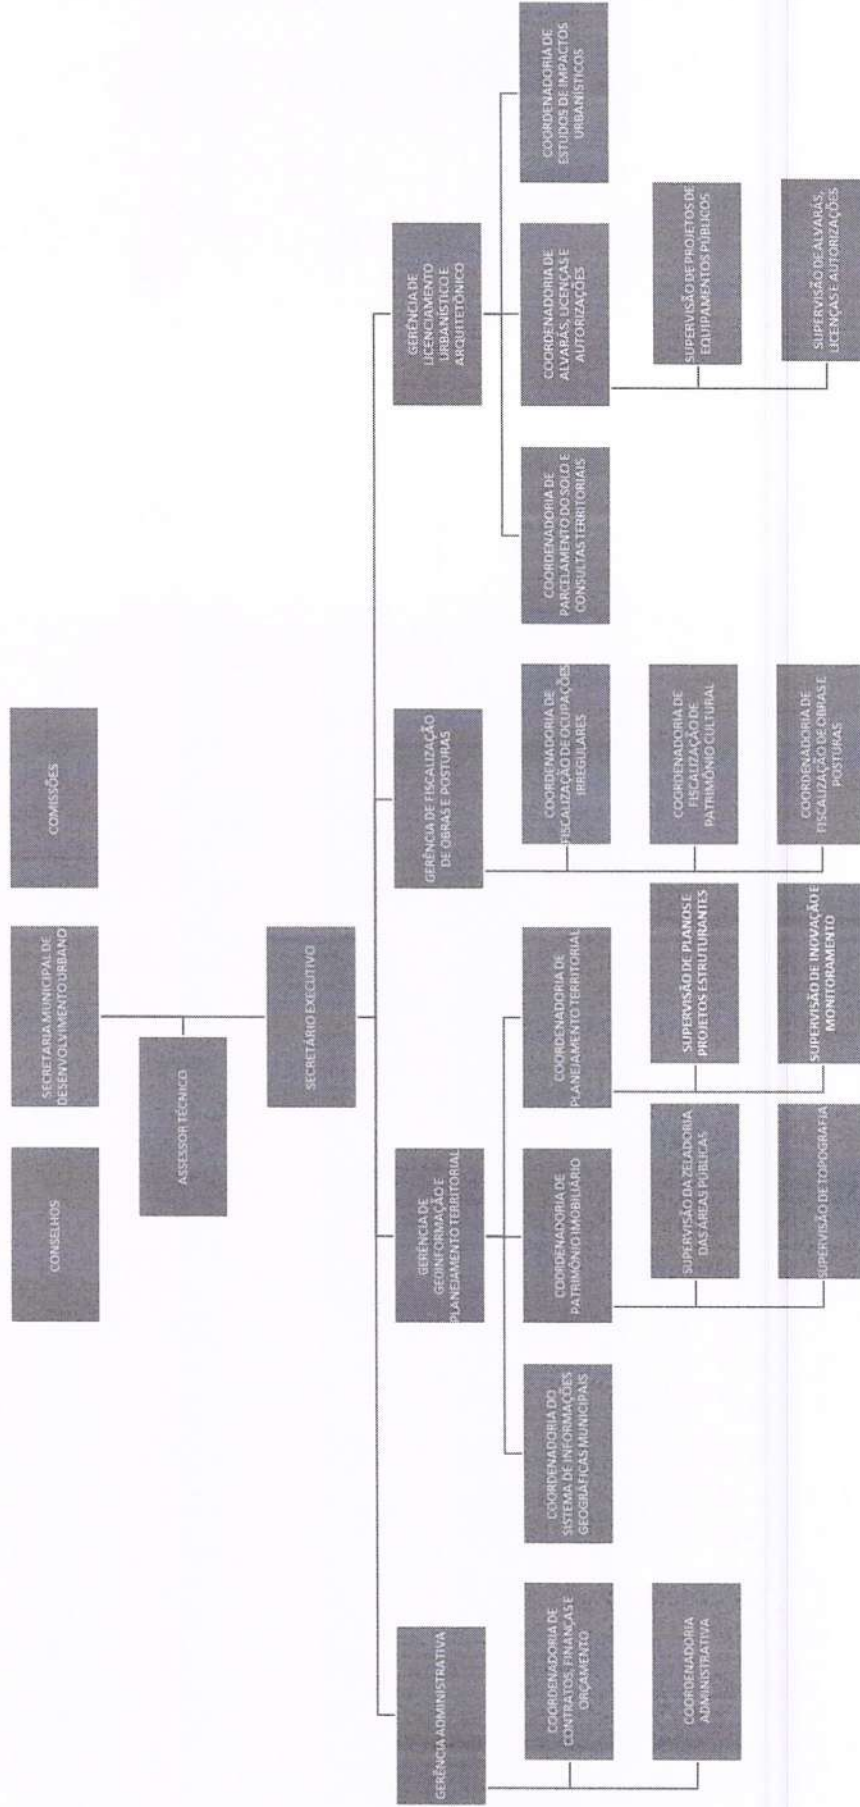 CONSELHOS
SECRETARIA MUNICIPAL DE
DESENVOLVIMENTO URBANO
COMISSÕES
ASSESSOR TÉCNICO
SECRETÁRIO EXECUTIVO
GERÊNCIA ADMINISTRATIVA
COORDENADORIA DE
CONTRATOS, FINANÇAS E
ORÇAMENTO
COORDENADORIA
ADMINISTRATIVA
GERÊNCIA DE
GEOINFORMAÇÃO E
PLANEJAMENTO TERRITORIAL
COORDENADORIA DO
SISTEMA DE INFORMAÇÕES
GEOGRÁFICAS MUNICIPAIS
COORDENADORIA DE
PATRIMÔNIO IMOBILIÁRIO
SUPERVISÃO DA ZELADORIA
DAS ÁREAS PÚBLICAS
SUPERVISÃO DE TOPOGRAFIA
COORDENADORIA DE
PLANEJAMENTO TERRITORIAL
SUPERVISÃO DE PLANOS E
PROJETOS ESTRUTURANTES
SUPERVISÃO DE INOVAÇÃO E
MONITORAMENTO
GERÊNCIA DE FISCALIZAÇÃO
DE OBRAS E POSTURAS
COORDENADORIA DE
FISCALIZAÇÃO DE OCUPAÇÕES
IRREGULARES
COORDENADORIA DE
FISCALIZAÇÃO DE
PATRIMÔNIO CULTURAL
COORDENADORIA DE
FISCALIZAÇÃO DE OBRAS E
POSTURAS
GERÊNCIA DE
LICENCIAMENTO
URBANÍSTICO E
ARQUITETÔNICO
COORDENADORIA DE
PARCELAMENTO DO SOLO E
CONSULTAS TERRITORIAIS
COORDENADORIA DE
ALVARÁS, LICENÇAS E
AUTORIZAÇÕES
SUPERVISÃO DE PROJETOS DE
EQUIPAMENTOS PÚBLICOS
SUPERVISÃO DE ALVARÁS,
LICENÇAS E AUTORIZAÇÕES
COORDENADORIA DE
ESTUDOS DE IMPACTOS
URBANÍSTICOS